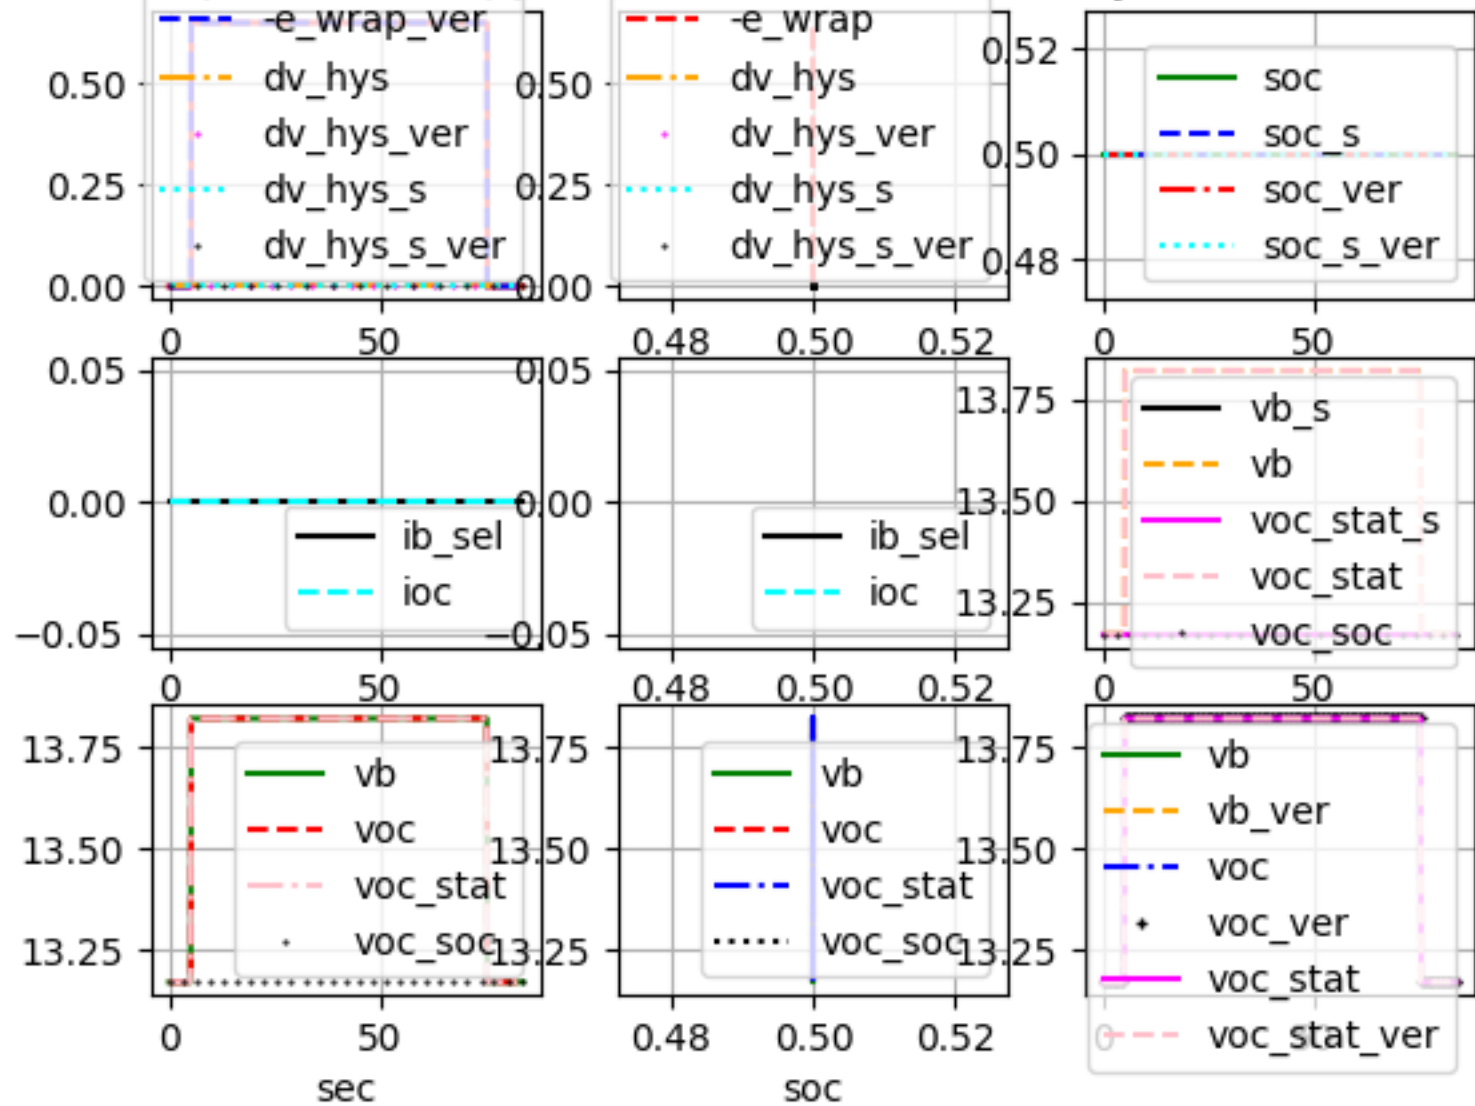 -e_wrap_ver
dv_hys
dv_hys_ver
dv_hys_s
dv_hys_s_ver
0.50
0.25
0.00
0
50
-e_wrap
dv_hys
dv_hys_ver
dv_hys_s
dv_hys_s_ver
0.50
0.25
0.00
0.48
0.50
0.52
soc
soc_s
soc_ver
soc_s_ver
0.52
0.50
0.48
0
50
ib_sel
ioc
0.05
0.00
−0.05
0
50
ib_sel
ioc
0.05
0.00
−0.05
0.48
0.50
0.52
vb_s
vb
voc_stat_s
voc_stat
voc_soc
13.75
13.50
13.25
0
50
vb
voc
voc_stat
voc_soc
13.75
13.50
13.25
0
50
sec
vb
voc
voc_stat
voc_soc
13.75
13.50
13.25
0.48
0.50
0.52
soc
vb
vb_ver
voc
voc_ver
voc_stat
voc_stat_ver
13.75
13.50
13.25
0